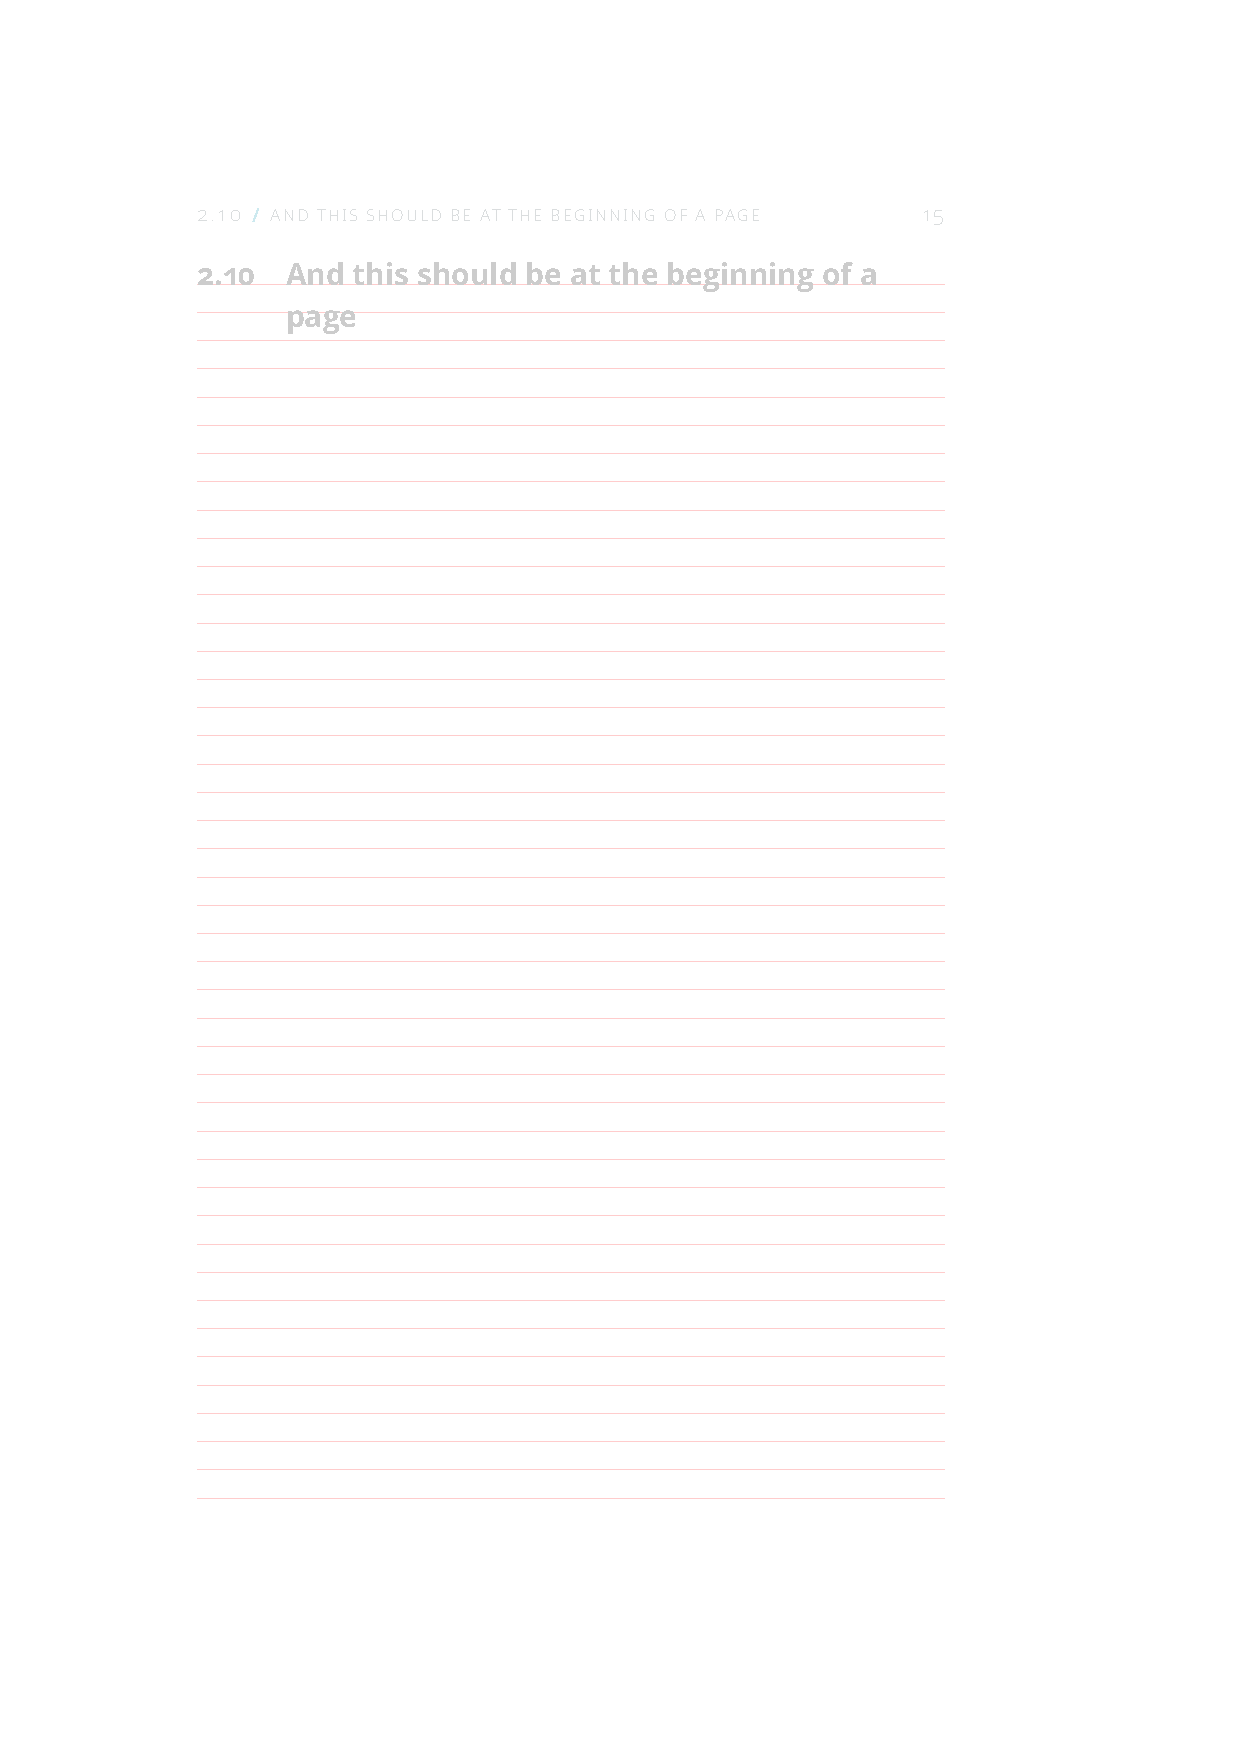 2.10 / AND THIS SHOULD BE AT THE BEGINNING OF A PAGE 15
2.10 And this should be at the beginning of a
page